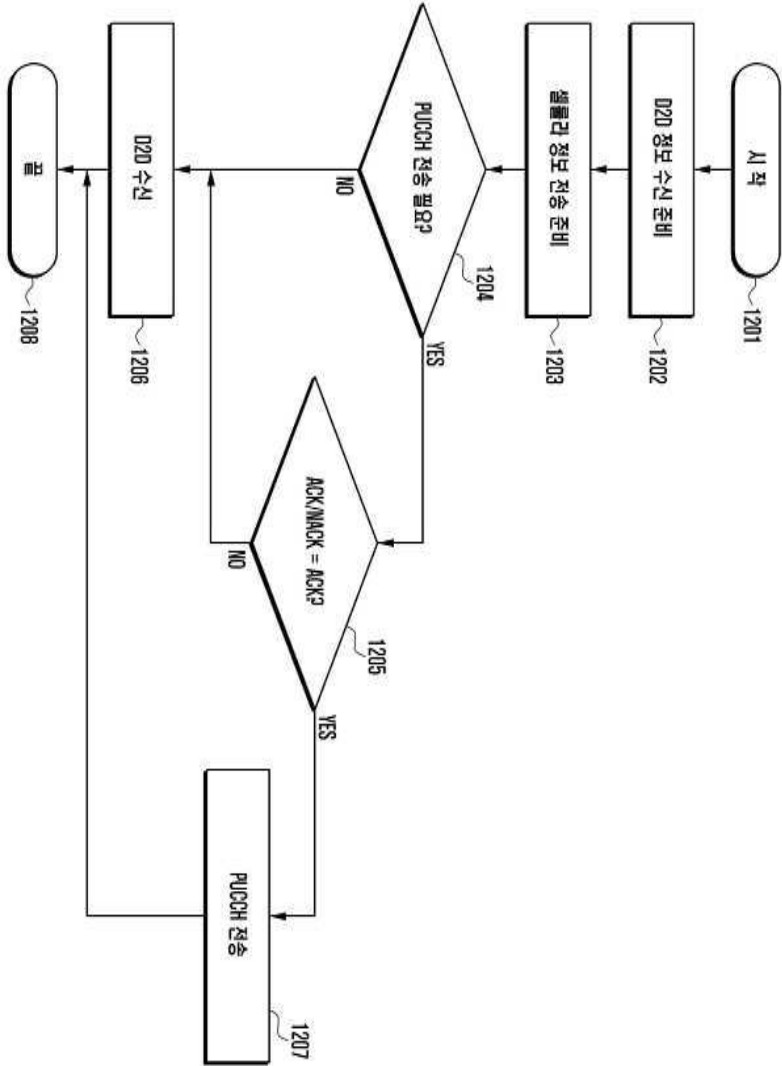 시작
1201
D2D 정보 수신 준비
1202
셀룰라 정보 전송 준비
1203
PUCCH 전송 필요?
1204
YES
NO
ACK/NACK = ACK?
1205
YES
NO
D2D 수신
1206
PUCCH 전송
1207
끝
1208